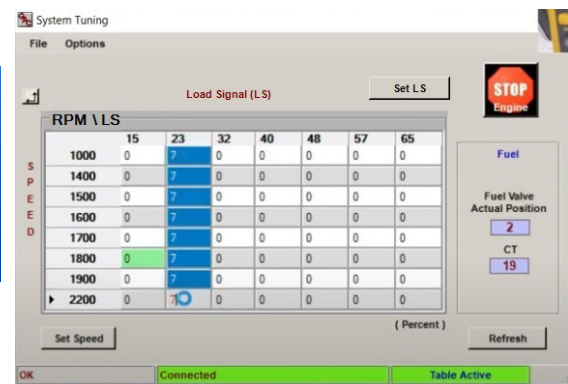 System Tuning
File Options
Load Signal (LS)
Set LS
STOP
Engine
RPM \ LS
15 23 32 40 48 57 65
1000 0 7 0 0 0 0 0
1400 0 7 0 0 0 0 0
1500 0 7 0 0 0 0 0
1600 0 7 0 0 0 0 0
1700 0 7 0 0 0 0 0
1800 0 7 0 0 0 0 0
1900 0 7 0 0 0 0 0
2200 0 7 0 0 0 0 0
SPEED
Fuel
Fuel Valve
Actual Position
2
CT
19
( Percent )
Set Speed
Refresh
OK Connected Table Active